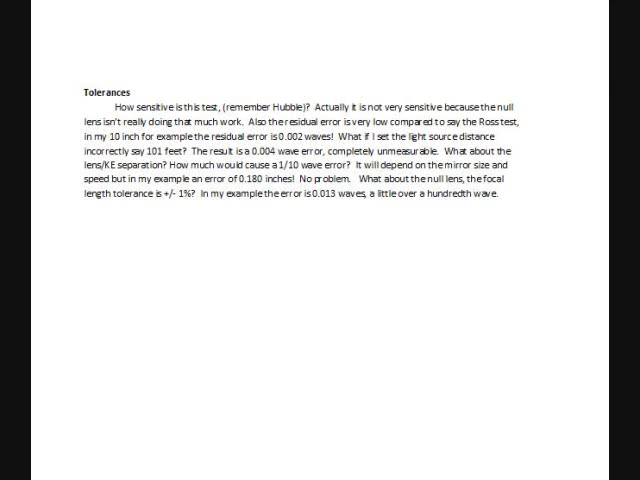 Tolerances
How sensitive is this test, (remember Hubble)? Actually it is not very sensitive because the null
lens isn't really doing that much work. Also the residual error is very low compared to say the Ross test,
in my 10 inch for example the residual error is 0.002 waves! What if I set the light source distance
incorrectly say 101 feet? The result is a 0.004 wave error, completely unmeasurable. What about the
lens/KE separation? How much would cause a 1/10 wave error? It will depend on the mirror size and
speed but in my example an error of 0.180 inches! No problem. What about the null lens, the focal
length tolerance is +/- 1%? In my example the error is 0.013 waves, a little over a hundredth wave.